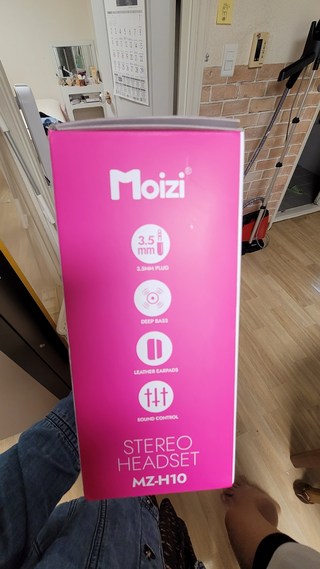 Moizi®
3.5
mm
3.5MM PLUG
DEEP BASS
LEATHER EARPADS
SOUND CONTROL
STEREO
HEADSET
MZ-H10